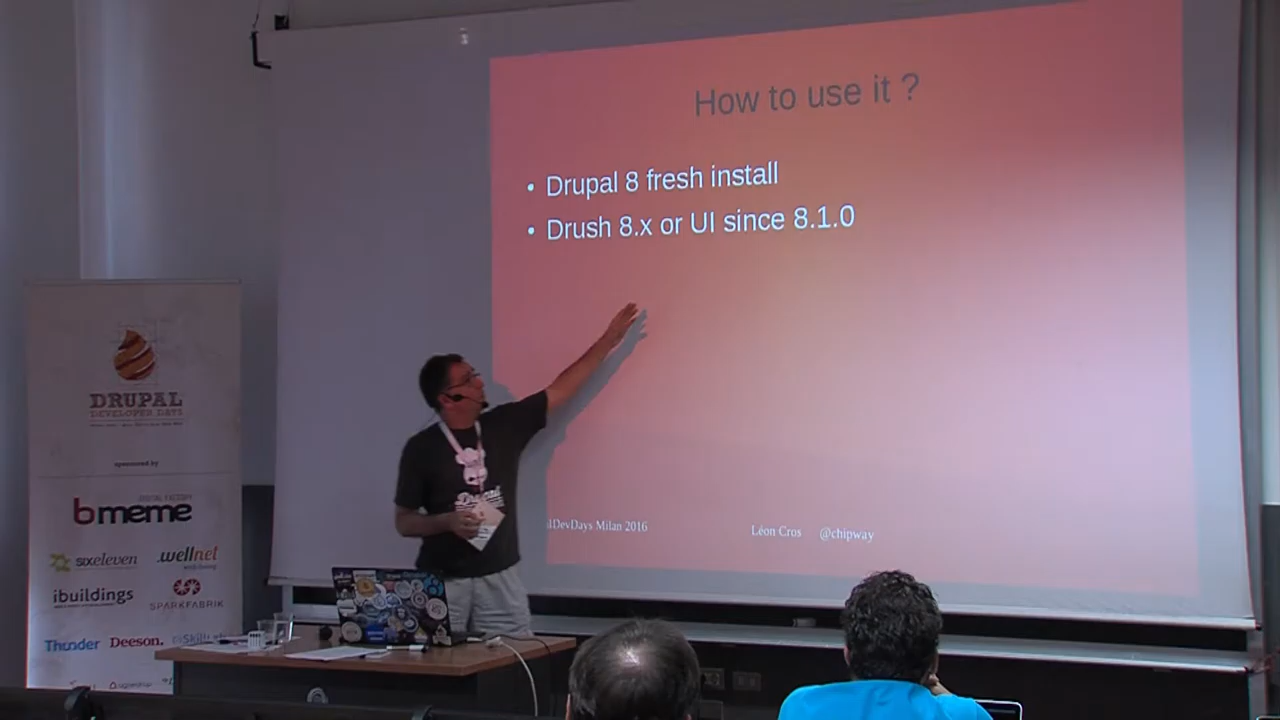 How to use it ?
• Drupal 8 fresh install
• Drush 8.x or UI since 8.1.0
DevDays Milan 2016
Léon Cros @chipway
DRUPAL
DEVELOPER DAYS
sponsored by
DIGITAL FACTORY
bmeme
sixeleven
.wellnet
ibuildings
SPARKFABRIK
Thunder
Deeson.